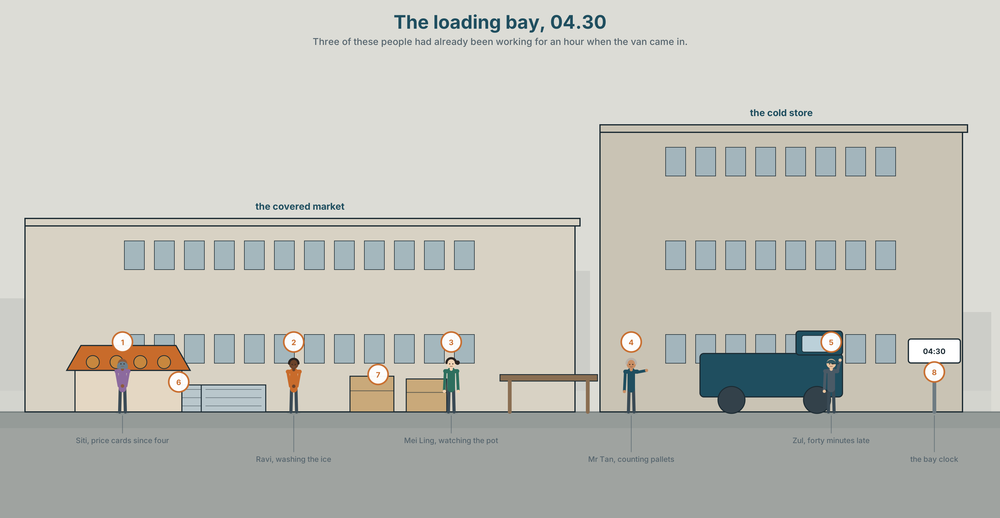 The loading bay, 04.30
Three of these people had already been working for an hour when the van came in.
the cold store
the covered market
1
2
3
4
5
04:30
6
7
8
Siti, price cards since four
Mei Ling, watching the pot
Zul, forty minutes late
Ravi, washing the ice
Mr Tan, counting pallets
the bay clock